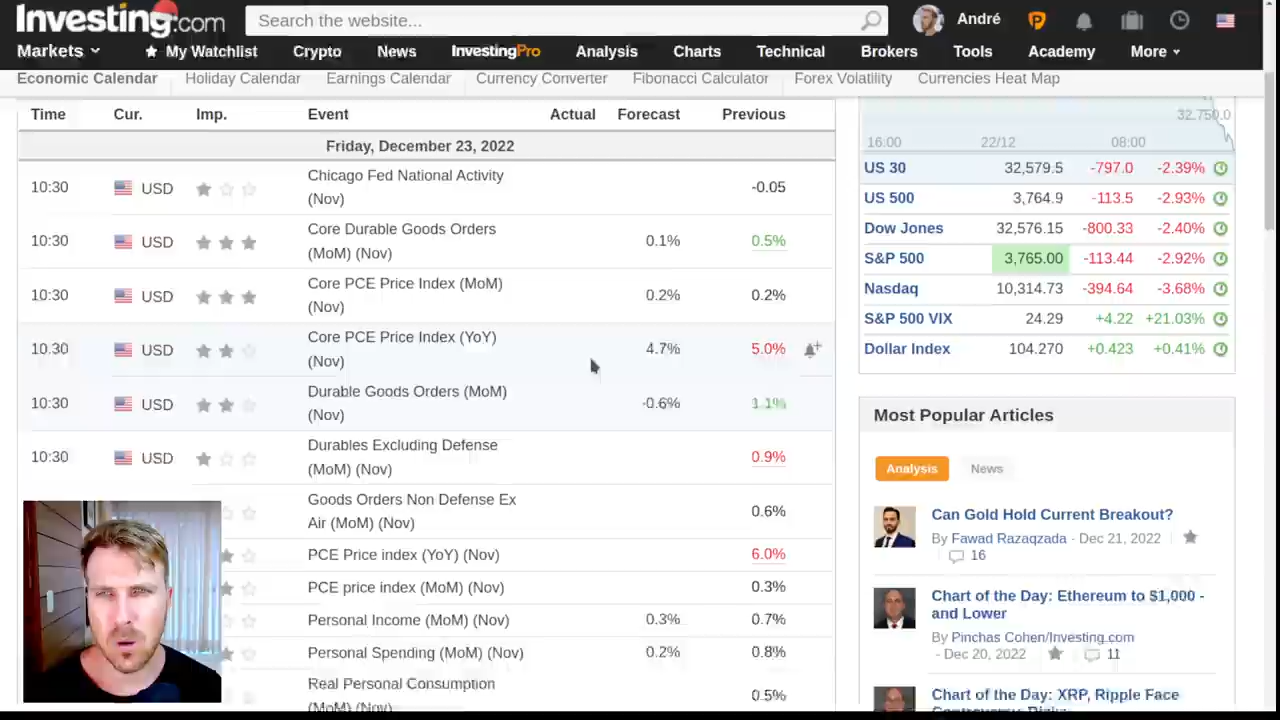 Investing.com
Search the website...
André
Markets
My Watchlist
Crypto
News
InvestingPro
Analysis
Charts
Technical
Brokers
Tools
Academy
More
Economic Calendar
Holiday Calendar
Earnings Calendar
Currency Converter
Fibonacci Calculator
Forex Volatility
Currencies Heat Map
Time Cur. Imp. Event Actual Forecast Previous
Friday, December 23, 2022
10:30 USD Chicago Fed National Activity -0.05
(Nov)
10:30 USD Core Durable Goods Orders 0.1% 0.5%
(MoM) (Nov)
10:30 USD Core PCE Price Index (MoM) 0.2% 0.2%
(Nov)
10:30 USD Core PCE Price Index (YoY) 4.7% 5.0%
(Nov)
10:30 USD Durable Goods Orders (MoM) -0.6% 1.1%
(Nov)
10:30 USD Durables Excluding Defense 0.9%
(MoM) (Nov)
Goods Orders Non Defense Ex 0.6%
Air (MoM) (Nov)
PCE Price index (YoY) (Nov) 6.0%
PCE price index (MoM) (Nov) 0.3%
Personal Income (MoM) (Nov) 0.3% 0.7%
Personal Spending (MoM) (Nov) 0.2% 0.8%
Real Personal Consumption 0.5%
(MoM) (Nov)
32,750.0
16:00 22/12 08:00
US 30 32,579.5 -797.0 -2.39%
US 500 3,764.9 -113.5 -2.93%
Dow Jones 32,576.15 -800.33 -2.40%
S&P 500 3,765.00 -113.44 -2.92%
Nasdaq 10,314.73 -394.64 -3.68%
S&P 500 VIX 24.29 +4.22 +21.03%
Dollar Index 104.270 +0.423 +0.41%
Most Popular Articles
Analysis
News
Can Gold Hold Current Breakout?
By Fawad Razaqzada - Dec 21, 2022
16
Chart of the Day: Ethereum to $1,000 -
and Lower
By Pinchas Cohen/Investing.com
- Dec 20, 2022 11
Chart of the Day: XRP, Ripple Face